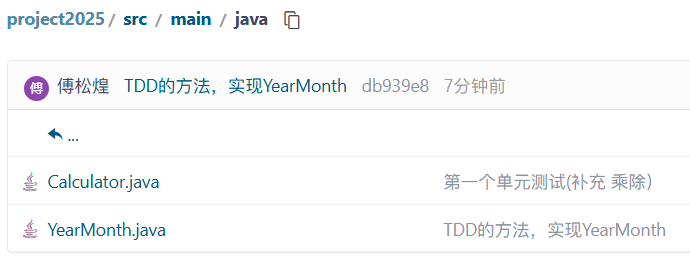 project2025 / src / main / java
傅 傅松煌 TDD的方法，实现YearMonth db939e8 7分钟前
...
Calculator.java 第一个单元测试(补充 乘除）
YearMonth.java TDD的方法，实现YearMonth